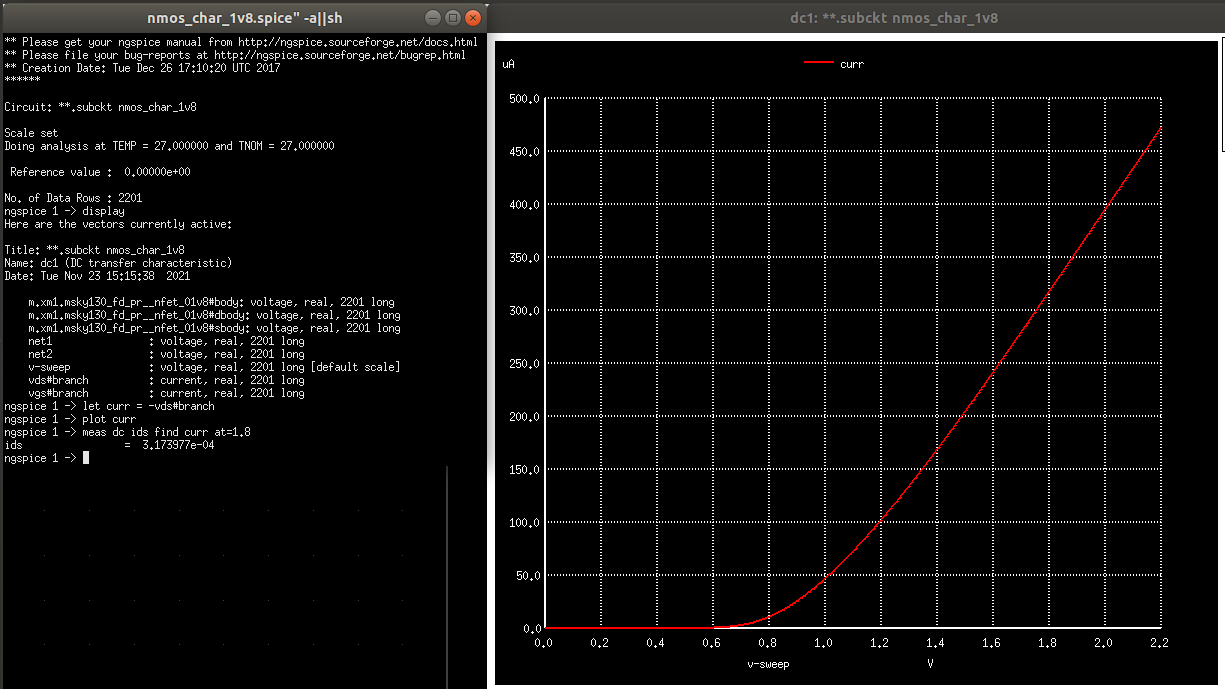 nmos_char_1v8.spice" -a||sh
** Please get your ngspice manual from http://ngspice.sourceforge.net/docs.html
** Please file your bug-reports at http://ngspice.sourceforge.net/bugrep.html
** Creation Date: Tue Dec 26 17:10:20 UTC 2017
******
Circuit: **.subckt nmos_char_1v8
Scale set
Doing analysis at TEMP = 27.000000 and TNOM = 27.000000
Reference value :  0.00000e+00
No. of Data Rows : 2201
ngspice 1 -> display
Here are the vectors currently active:
Title: **.subckt nmos_char_1v8
Name: dc1 (DC transfer characteristic)
Date: Tue Nov 23 15:15:38  2021
m.xm1.msky130_fd_pr__nfet_01v8#body: voltage, real, 2201 long
m.xm1.msky130_fd_pr__nfet_01v8#dbody: voltage, real, 2201 long
m.xm1.msky130_fd_pr__nfet_01v8#sbody: voltage, real, 2201 long
net1                : voltage, real, 2201 long
net2                : voltage, real, 2201 long
v-sweep             : voltage, real, 2201 long [default scale]
vds#branch          : current, real, 2201 long
vgs#branch          : current, real, 2201 long
ngspice 1 -> let curr = -vds#branch
ngspice 1 -> plot curr
ngspice 1 -> meas dc ids find curr at=1.8
ids                 =  3.173977e-04
ngspice 1 ->
dc1: **.subckt nmos_char_1v8
uA
curr
500.0
450.0
400.0
350.0
300.0
250.0
200.0
150.0
100.0
50.0
0.0
0.0 0.2 0.4 0.6 0.8 1.0 1.2 1.4 1.6 1.8 2.0 2.2
v-sweep V